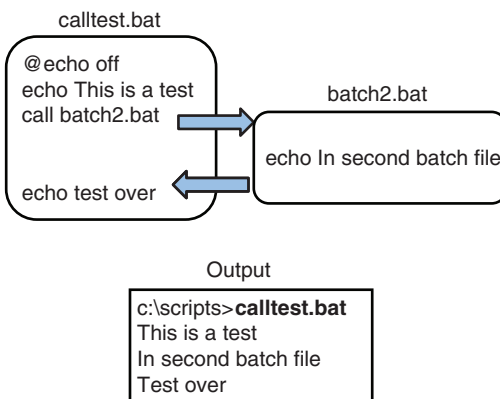 calltest.bat
@echo off
echo This is a test
call batch2.bat
echo test over
batch2.bat
echo In second batch file
Output
c:\scripts>calltest.bat
This is a test
In second batch file
Test over